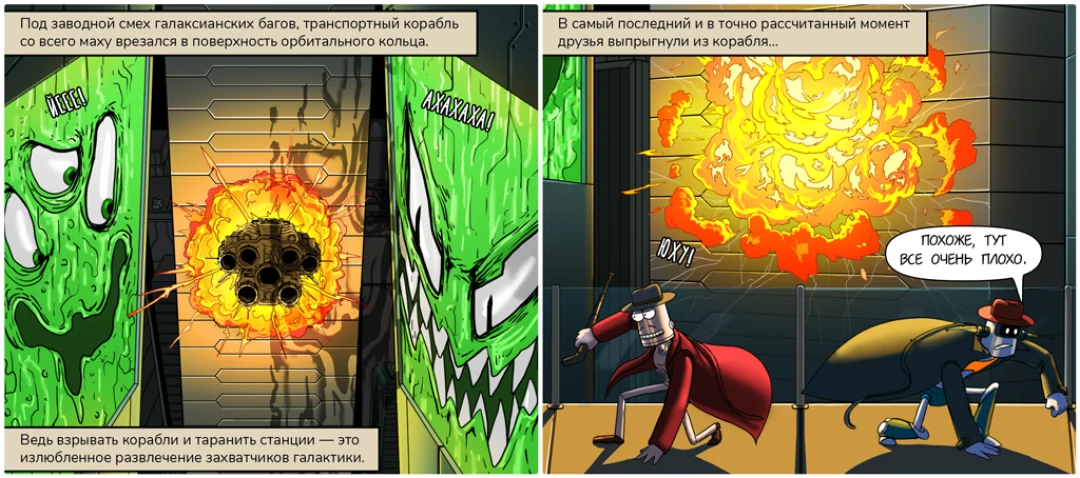 Под заводной смех галаксианских багов, транспортный корабль
со всего маху врезался в поверхность орбитального кольца.
ЙЕЕЕ!
АХАХАХА!
Ведь взрывать корабли и таранить станции — это
излюбленное развлечение захватчиков галактики.
В самый последний и в точно рассчитанный момент
друзья выпрыгнули из корабля...
ЮХУ!
ПОХОЖЕ, ТУТ
ВСЕ ОЧЕНЬ ПЛОХО.